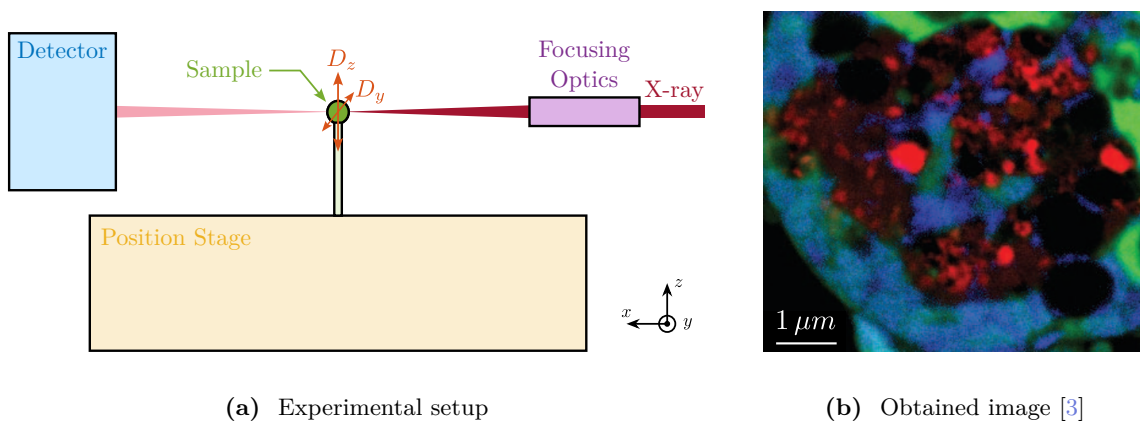 Detector
Sample
D_z
D_y
Focusing
Optics
X-ray
Position Stage
x
z
y
1 μm
(a) Experimental setup
(b) Obtained image [3]